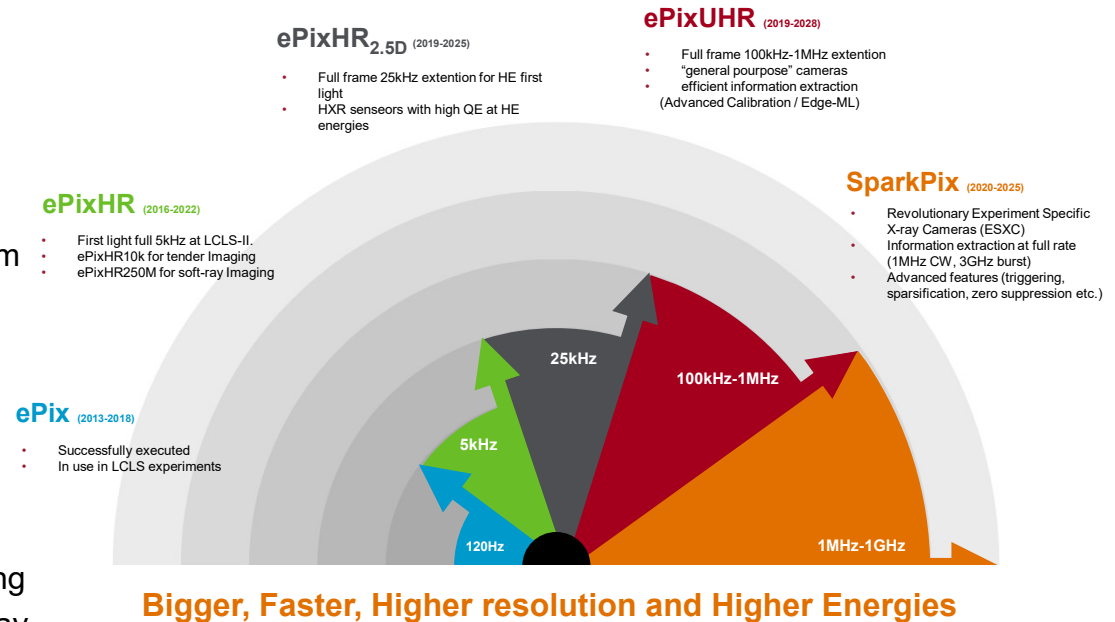 ePixUHR (2019-2028)
Full frame 100kHz-1MHz extention
“general pourpose” cameras
efficient information extraction
(Advanced Calibration / Edge-ML)
ePixHR2.5D (2019-2025)
Full frame 25kHz extention for HE first
light
HXR senseors with high QE at HE
energies
SparkPix (2020-2025)
Revolutionary Experiment Specific
X-ray Cameras (ESXC)
Information extraction at full rate
(1MHz CW, 3GHz burst)
Advanced features (triggering,
sparsification, zero suppression etc.)
ePixHR (2016-2022)
First light full 5kHz at LCLS-II.
ePixHR10k for tender Imaging
ePixHR250M for soft-ray Imaging
ePix (2013-2018)
Successfully executed
In use in LCLS experiments
25kHz
100kHz-1MHz
5kHz
120Hz
1MHz-1GHz
Bigger, Faster, Higher resolution and Higher Energies